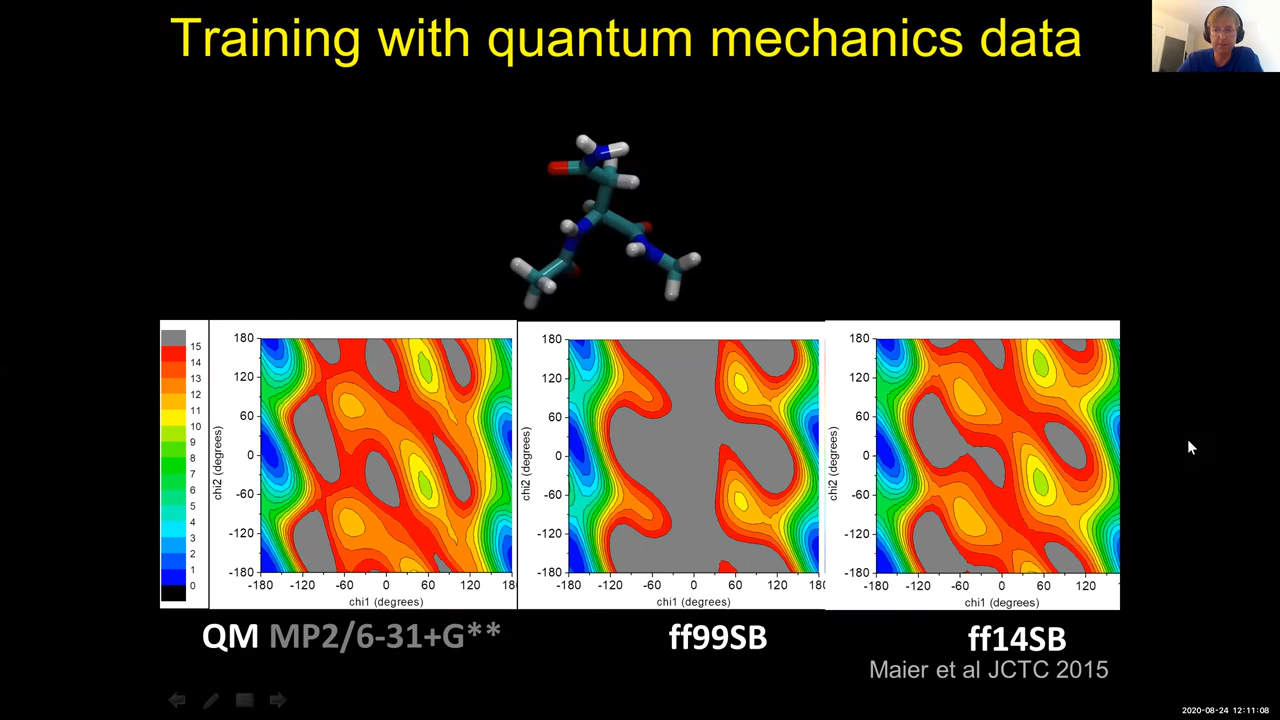 Training with quantum mechanics data
15
14
13
12
11
10
9
8
7
6
5
4
3
2
1
0
chi2 (degrees)
180
120
60
0
-60
-120
-180
-180 -120 -60 0 60 120 18
chi1 (degrees)
chi2 (degrees)
180
120
60
0
-60
-120
-180
-180 -120 -60 0 60 120 18
chi1 (degrees)
chi2 (degrees)
180
120
60
0
-60
-120
-180
-180 -120 -60 0 60 120
chi1 (degrees)
QM MP2/6-31+G**
ff99SB
ff14SB
Maier et al JCTC 2015
2020-08-24 12:11:08